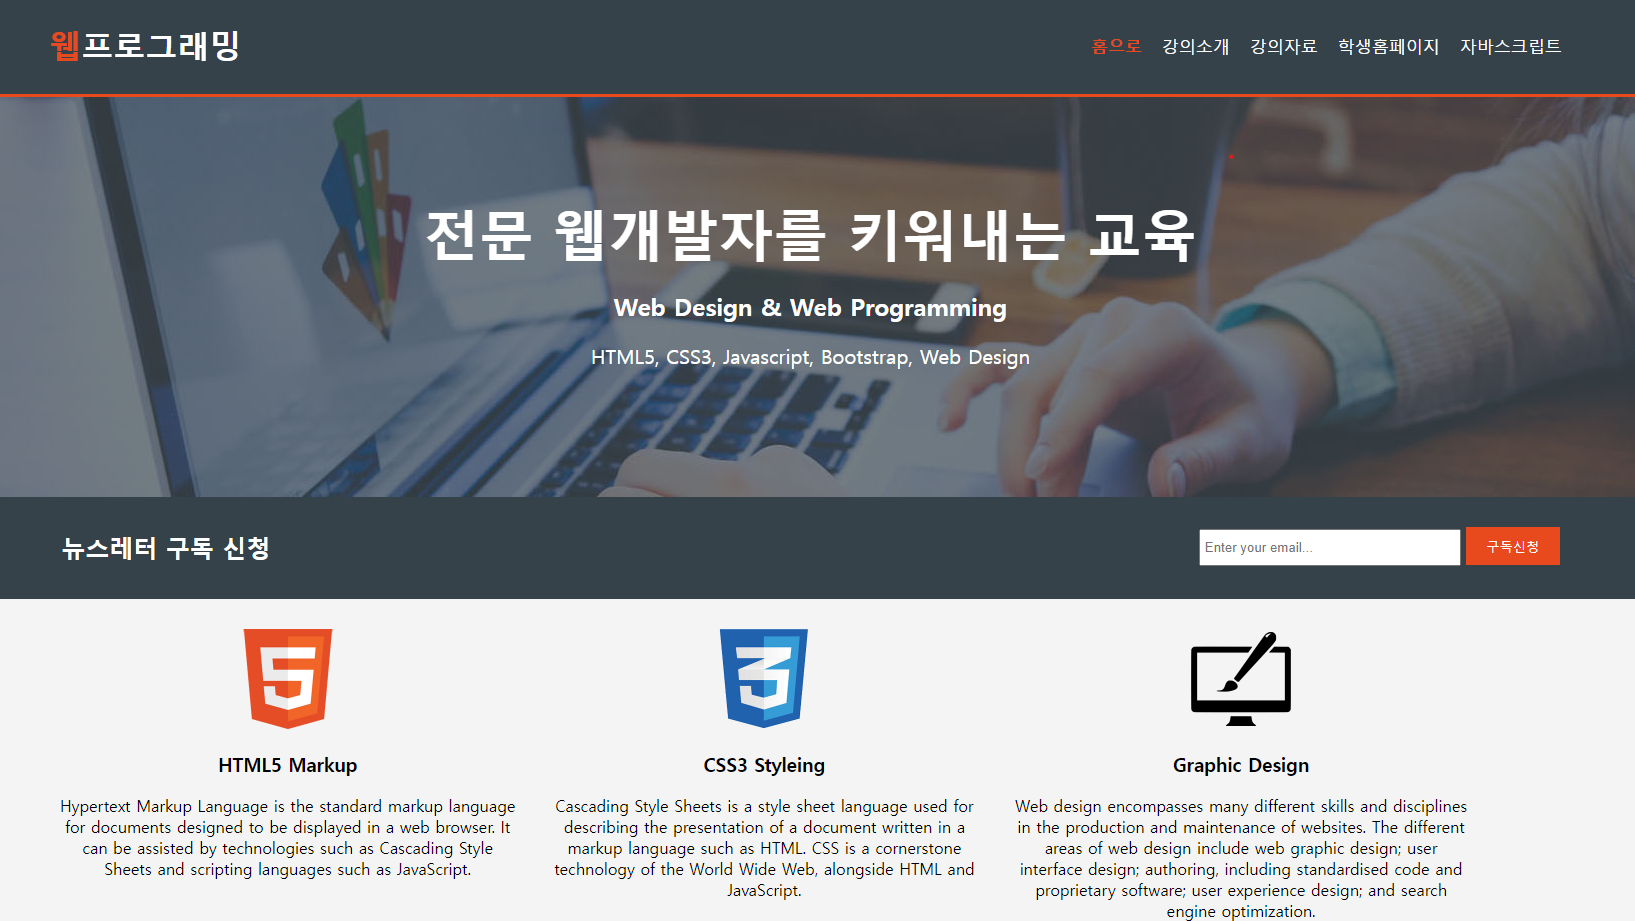 웹프로그래밍
홈으로 강의소개 강의자료 학생홈페이지 자바스크립트
전문 웹개발자를 키워내는 교육
Web Design & Web Programming
HTML5, CSS3, Javascript, Bootstrap, Web Design
뉴스레터 구독 신청
Enter your email...
구독신청
5
HTML5 Markup
Hypertext Markup Language is the standard markup language
for documents designed to be displayed in a web browser. It
can be assisted by technologies such as Cascading Style
Sheets and scripting languages such as JavaScript.
3
CSS3 Styleing
Cascading Style Sheets is a style sheet language used for
describing the presentation of a document written in a
markup language such as HTML. CSS is a cornerstone
technology of the World Wide Web, alongside HTML and
JavaScript.
Graphic Design
Web design encompasses many different skills and disciplines
in the production and maintenance of websites. The different
areas of web design include web graphic design; user
interface design; authoring, including standardised code and
proprietary software; user experience design; and search
engine optimization.